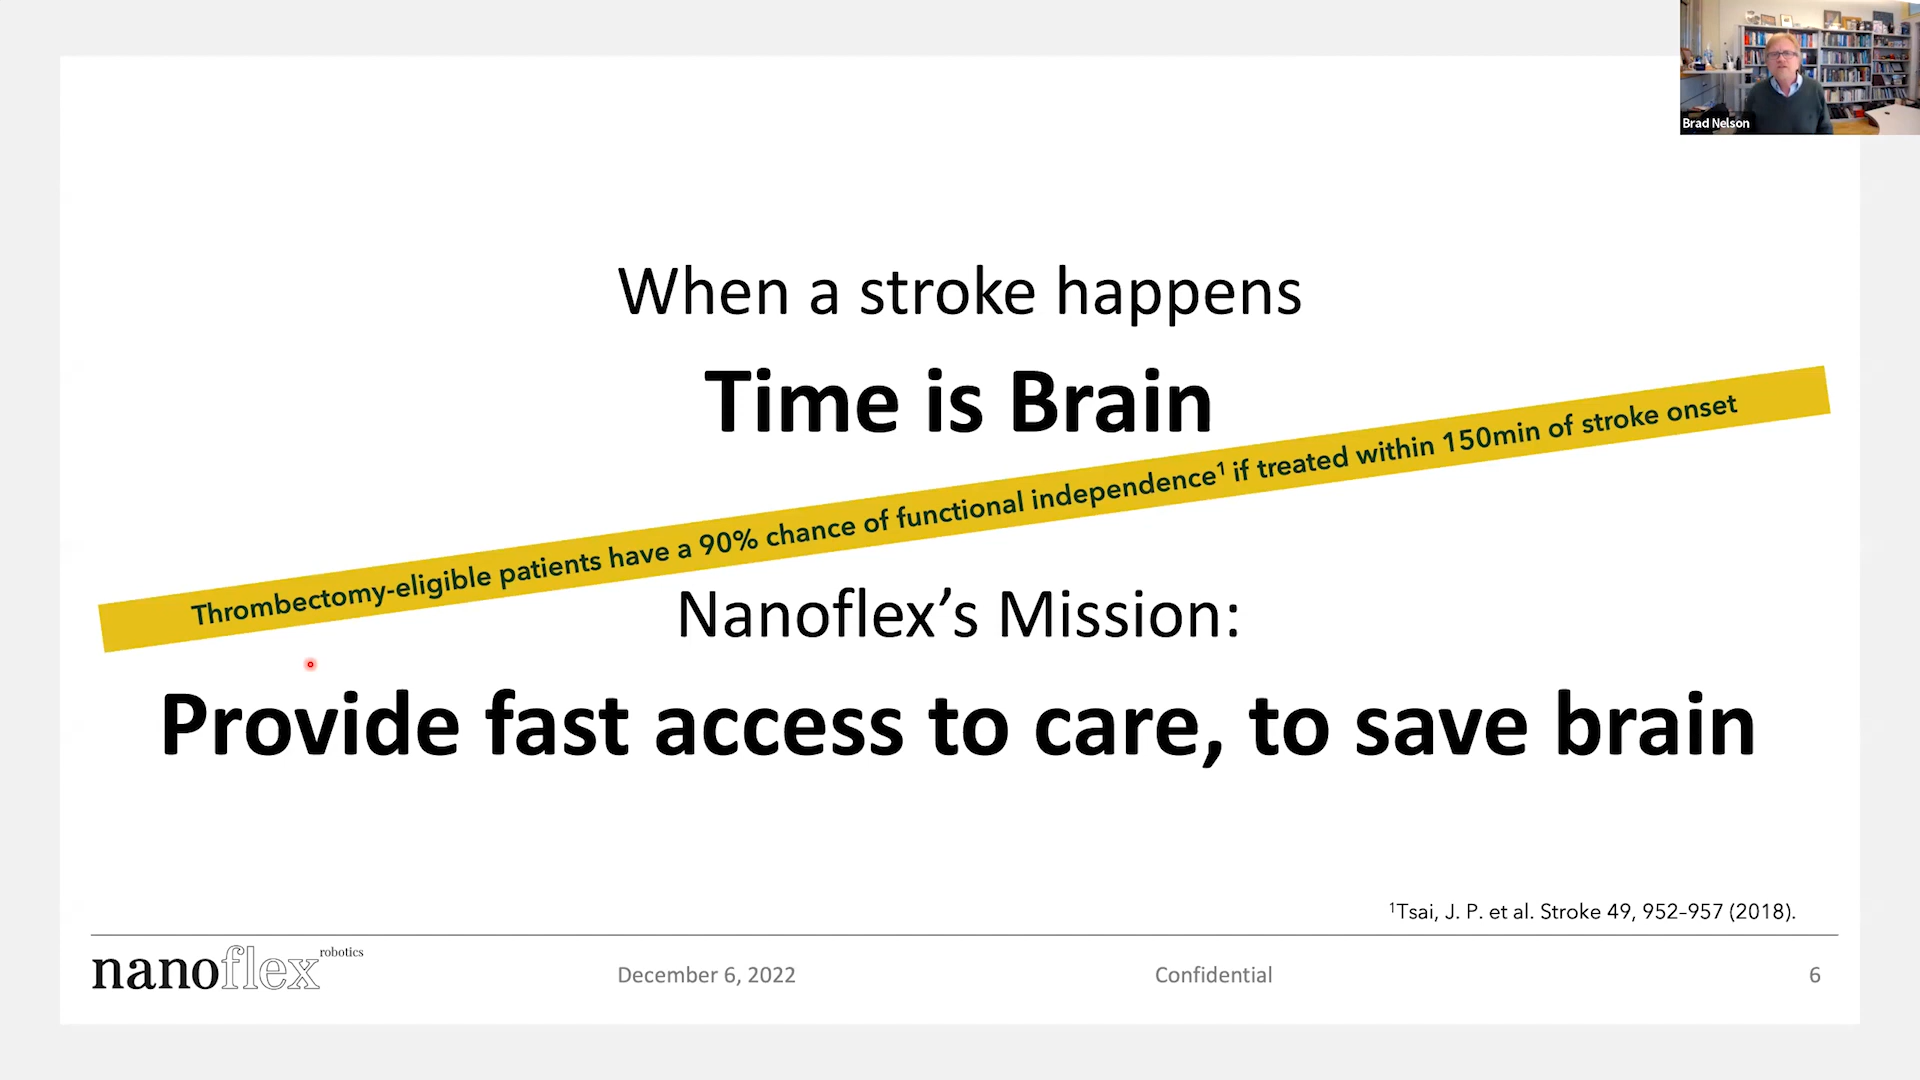 Brad Nelson
When a stroke happens
Time is Brain
Thrombectomy-eligible patients have a 90% chance of functional independence¹ if treated within 150min of stroke onset
Nanoflex’s Mission:
Provide fast access to care, to save brain
¹Tsai, J. P. et al. Stroke 49, 952–957 (2018).
nanoflex robotics
December 6, 2022
Confidential
6